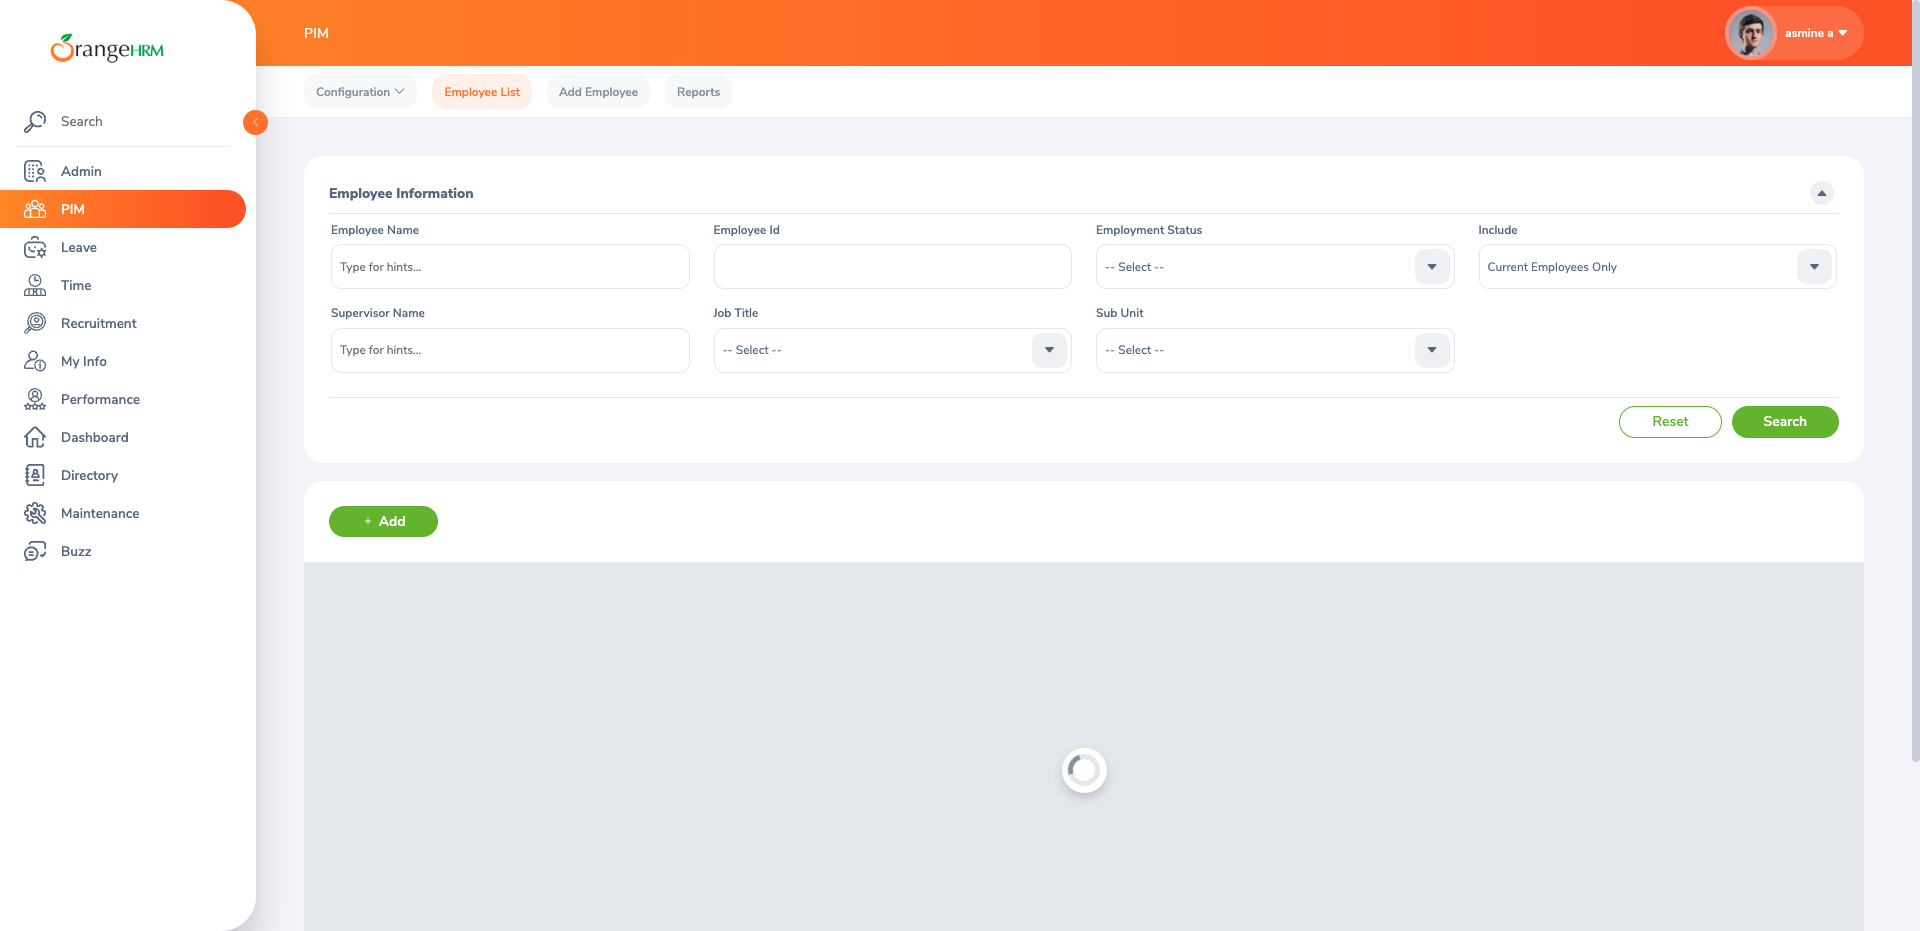 OrangeHRM
Search
Admin
PIM
Leave
Time
Recruitment
My Info
Performance
Dashboard
Directory
Maintenance
Buzz
PIM
asmine a
Configuration
Employee List
Add Employee
Reports
Employee Information
Employee Name
Employee Id
Employment Status
Include
Type for hints...
-- Select --
Current Employees Only
Supervisor Name
Job Title
Sub Unit
Type for hints...
-- Select --
-- Select --
Reset
Search
+ Add